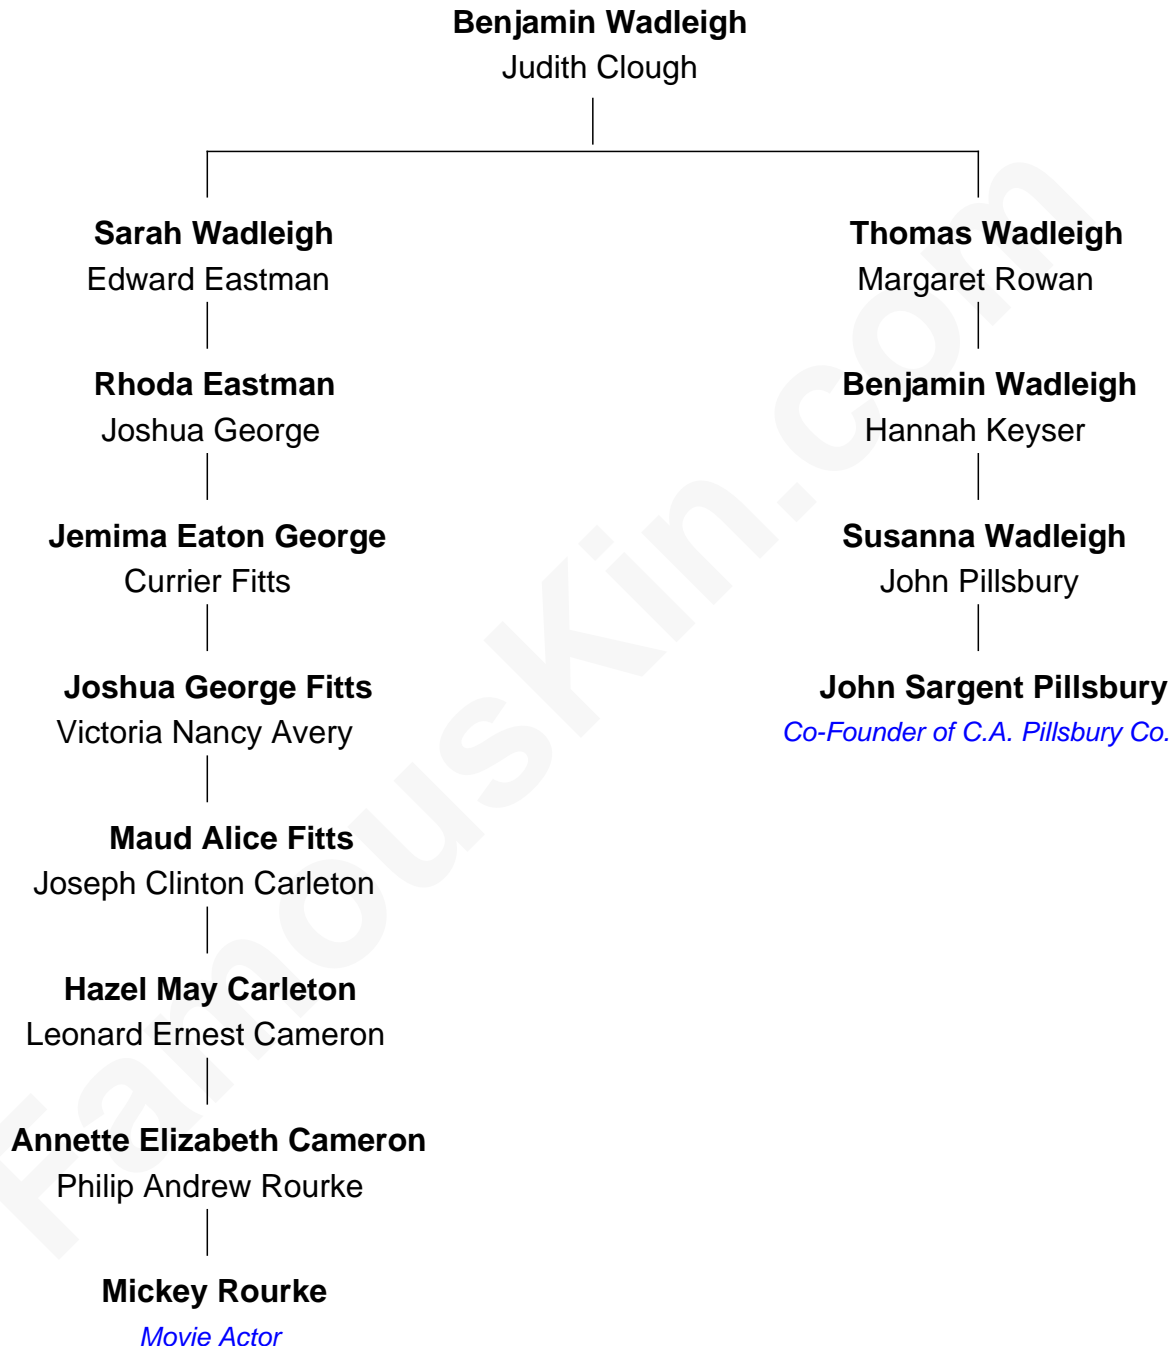 Benjamin Wadleigh
Judith Clough
Sarah Wadleigh
Edward Eastman
Thomas Wadleigh
Margaret Rowan
Rhoda Eastman
Joshua George
Benjamin Wadleigh
Hannah Keyser
Jemima Eaton George
Currier Fitts
Susanna Wadleigh
John Pillsbury
Joshua George Fitts
Victoria Nancy Avery
John Sargent Pillsbury
Co-Founder of C.A. Pillsbury Co.
Maud Alice Fitts
Joseph Clinton Carleton
Hazel May Carleton
Leonard Ernest Cameron
Annette Elizabeth Cameron
Philip Andrew Rourke
Mickey Rourke
Movie Actor
FamousKin.com